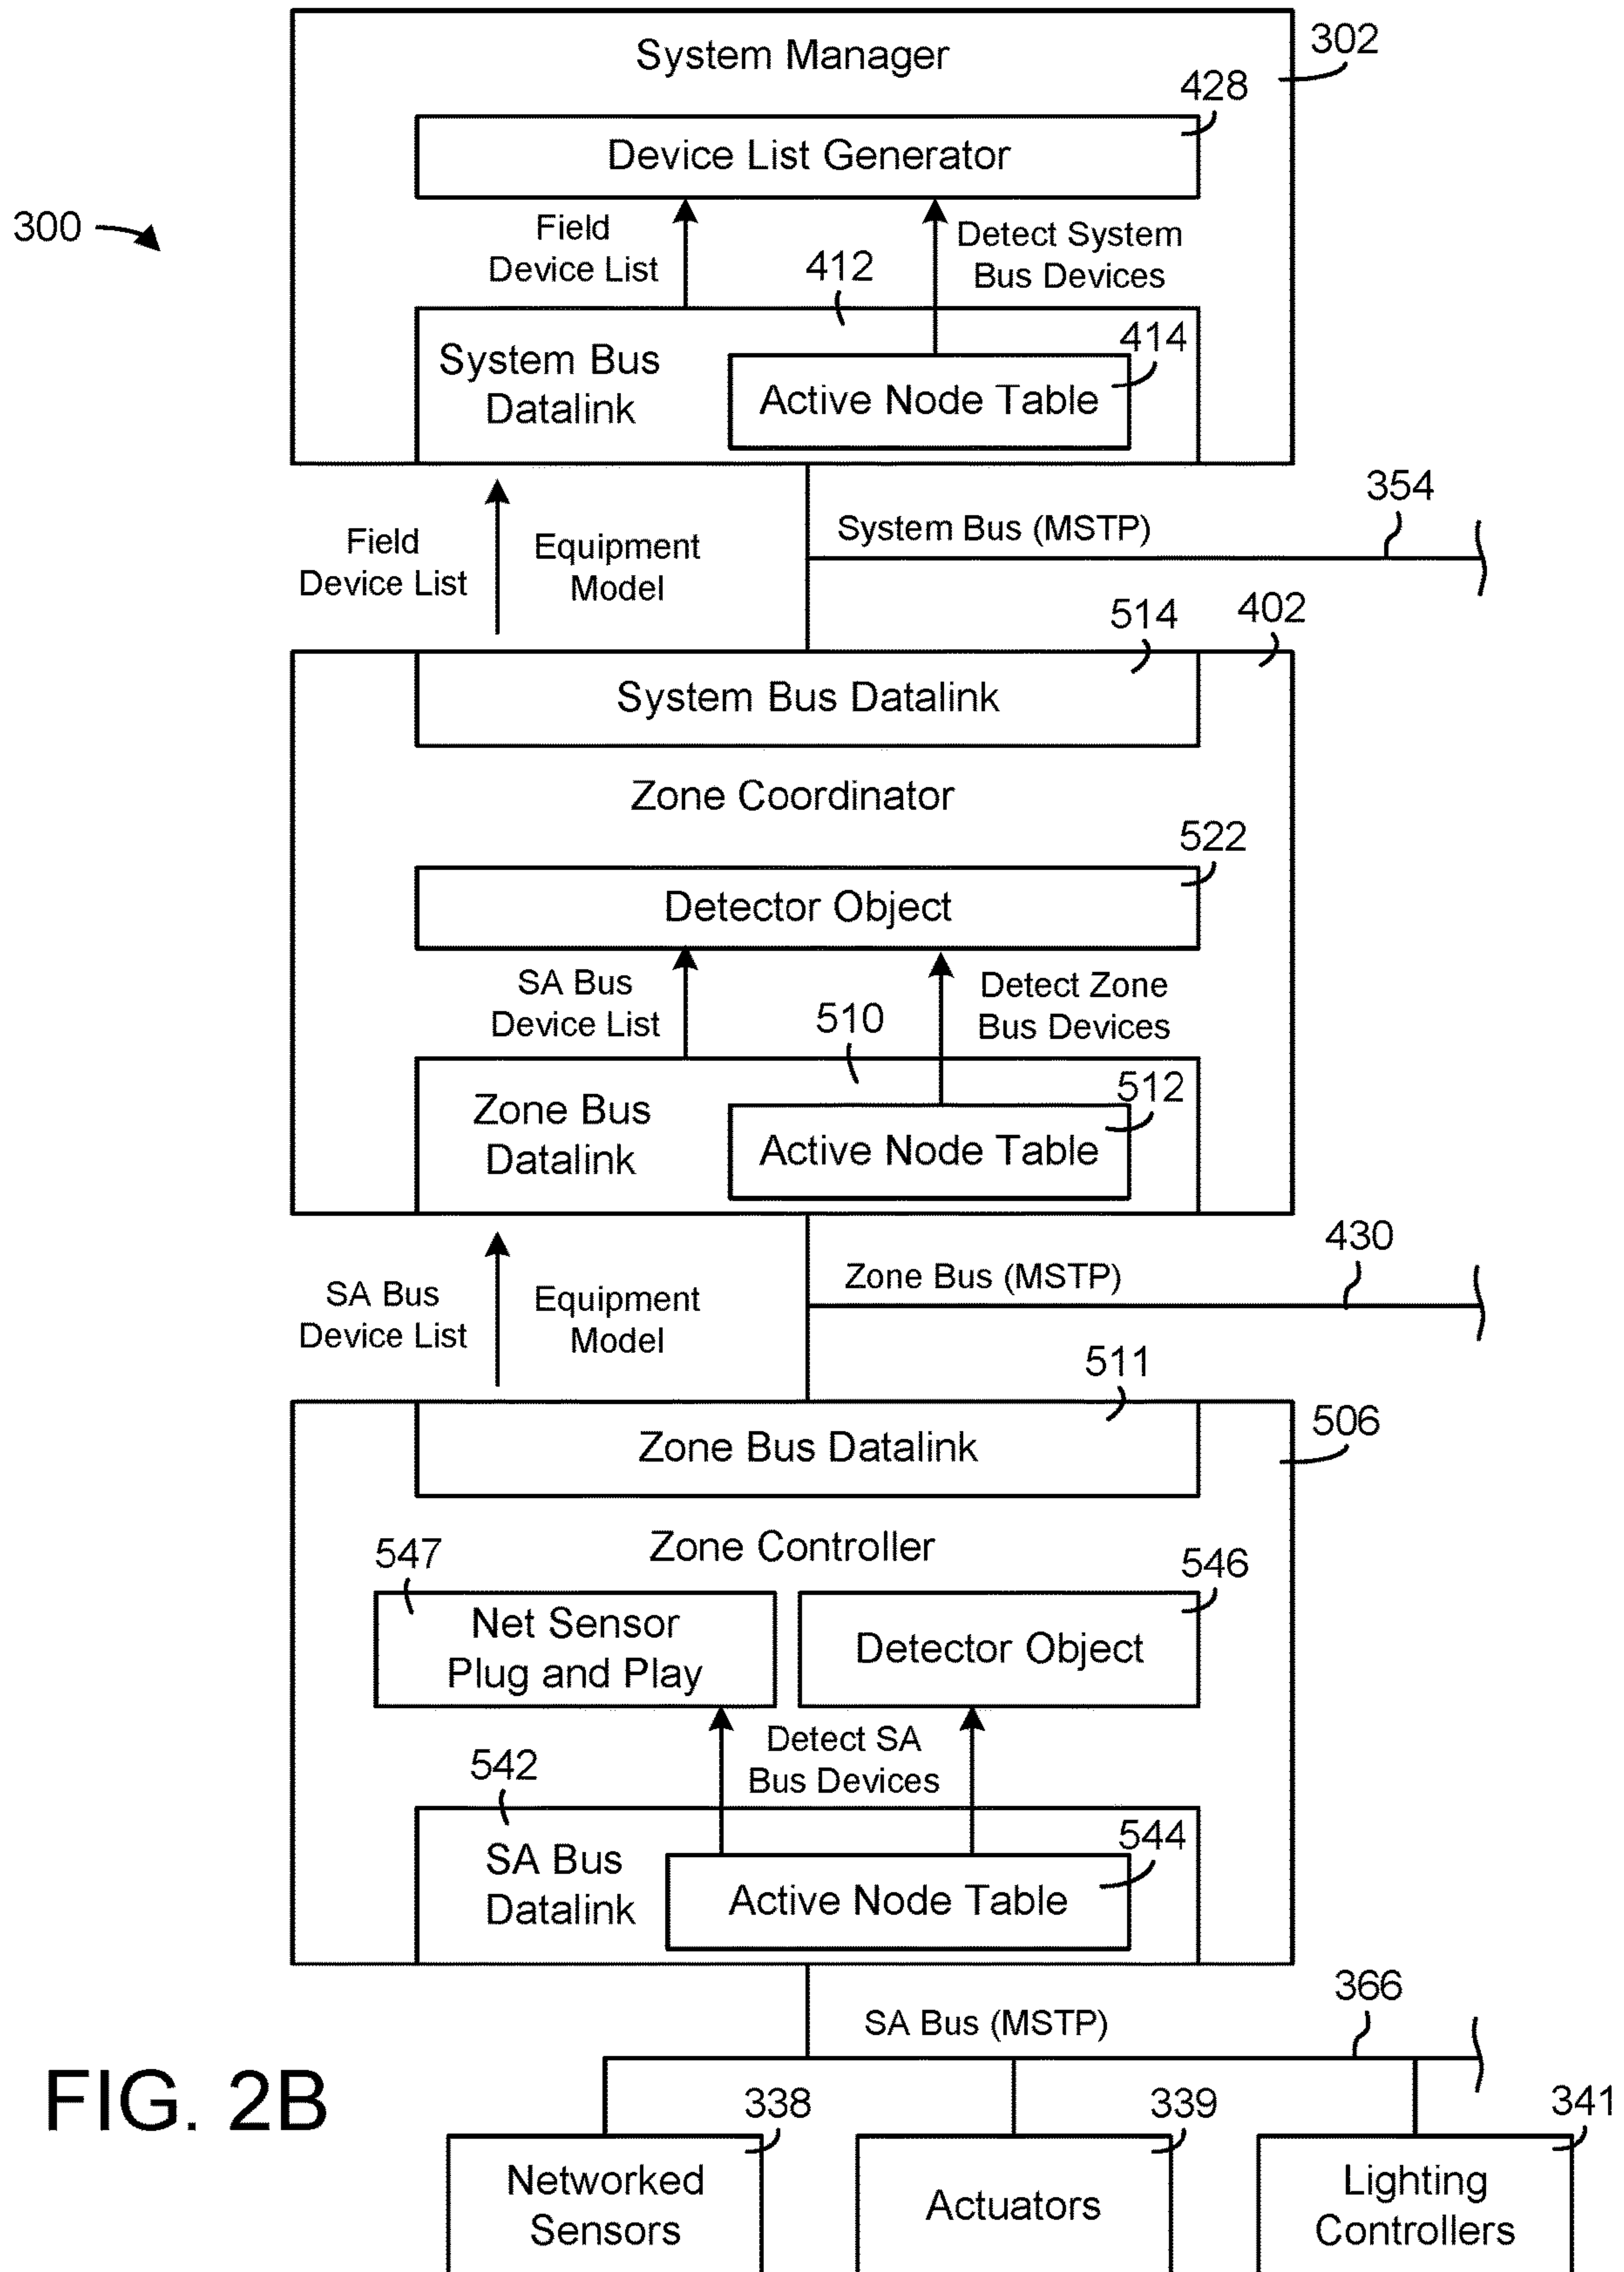 System Manager
302
428
Device List Generator
300
Field
Device List
412
Detect System
Bus Devices
414
System Bus
Datalink
Active Node Table
354
System Bus (MSTP)
Field
Device List
Equipment
Model
514
402
System Bus Datalink
Zone Coordinator
522
Detector Object
SA Bus
Device List
510
Detect Zone
Bus Devices
512
Zone Bus
Datalink
Active Node Table
430
Zone Bus (MSTP)
SA Bus
Device List
Equipment
Model
511
506
Zone Bus Datalink
Zone Controller
547
546
Net Sensor
Plug and Play
Detector Object
Detect SA
Bus Devices
542
544
SA Bus
Datalink
Active Node Table
366
SA Bus (MSTP)
FIG. 2B
338
339
341
Networked
Sensors
Actuators
Lighting
Controllers